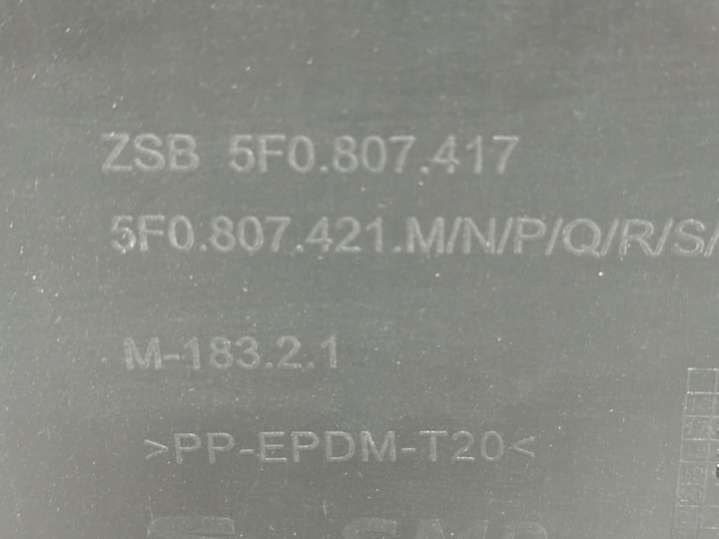 ZSB 5F0.807.417
5F0.807.421.M/N/P/Q/R/S/
M-183.2.1
>PP-EPDM-T20<